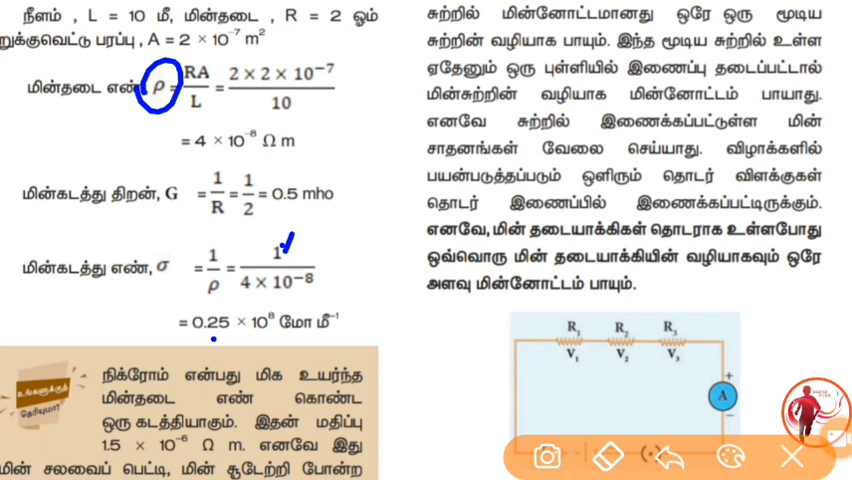 நீளம் , L = 10 மீ, மின்தடை , R = 2 ஓம்
றுக்குவெட்டு பரப்பு , A = 2 × 10⁻⁷ m²
மின்தடை எண் ρ = RA/L = 2 × 2 × 10⁻⁷/10
= 4 × 10⁻⁸ Ω m
மின்கடத்து திறன், G = 1/R = 1/2 = 0.5 mho
மின்கடத்து எண், σ = 1/ρ = 1/4 × 10⁻⁸
= 0.25 × 10⁸ மோ மீ⁻¹
உங்களுக்குத்
தெரியுமா?
நிக்ரோம் என்பது மிக உயர்ந்த
மின்தடை எண் கொண்ட
ஒரு கடத்தியாகும். இதன் மதிப்பு
1.5 × 10⁻⁶ Ω m. எனவே இது
மின் சலவைப் பெட்டி, மின் சூடேற்றி போன்ற
சுற்றில் மின்னோட்டமானது ஒரே ஒரு மூடிய
சுற்றின் வழியாக பாயும். இந்த மூடிய சுற்றில் உள்ள
ஏதேனும் ஒரு புள்ளியில் இணைப்பு தடைப்பட்டால்
மின்சுற்றின் வழியாக மின்னோட்டம் பாயாது.
எனவே சுற்றில் இணைக்கப்பட்டுள்ள மின்
சாதனங்கள் வேலை செய்யாது. விழாக்களில்
பயன்படுத்தப்படும் ஒளிரும் தொடர் விளக்குகள்
தொடர் இணைப்பில் இணைக்கப்பட்டிருக்கும்.
எனவே, மின் தடையாக்கிகள் தொடராக உள்ளபோது
ஒவ்வொரு மின் தடையாக்கியின் வழியாகவும் ஒரே
அளவு மின்னோட்டம் பாயும்.
R₁ R₂ R₃
V₁ V₂ V₃
+
A
−